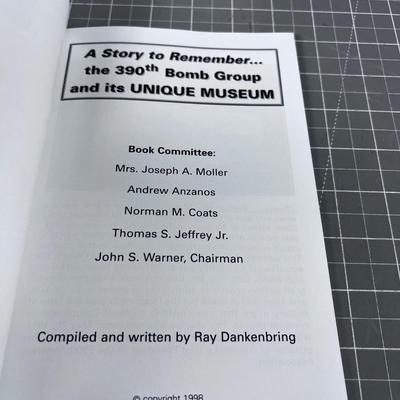 A Story to Remember...
the 390th Bomb Group
and its UNIQUE MUSEUM
Book Committee:
Mrs. Joseph A. Moller
Andrew Anzanos
Norman M. Coats
Thomas S. Jeffrey Jr.
John S. Warner, Chairman
Compiled and written by Ray Dankenbring
© copyright 1998